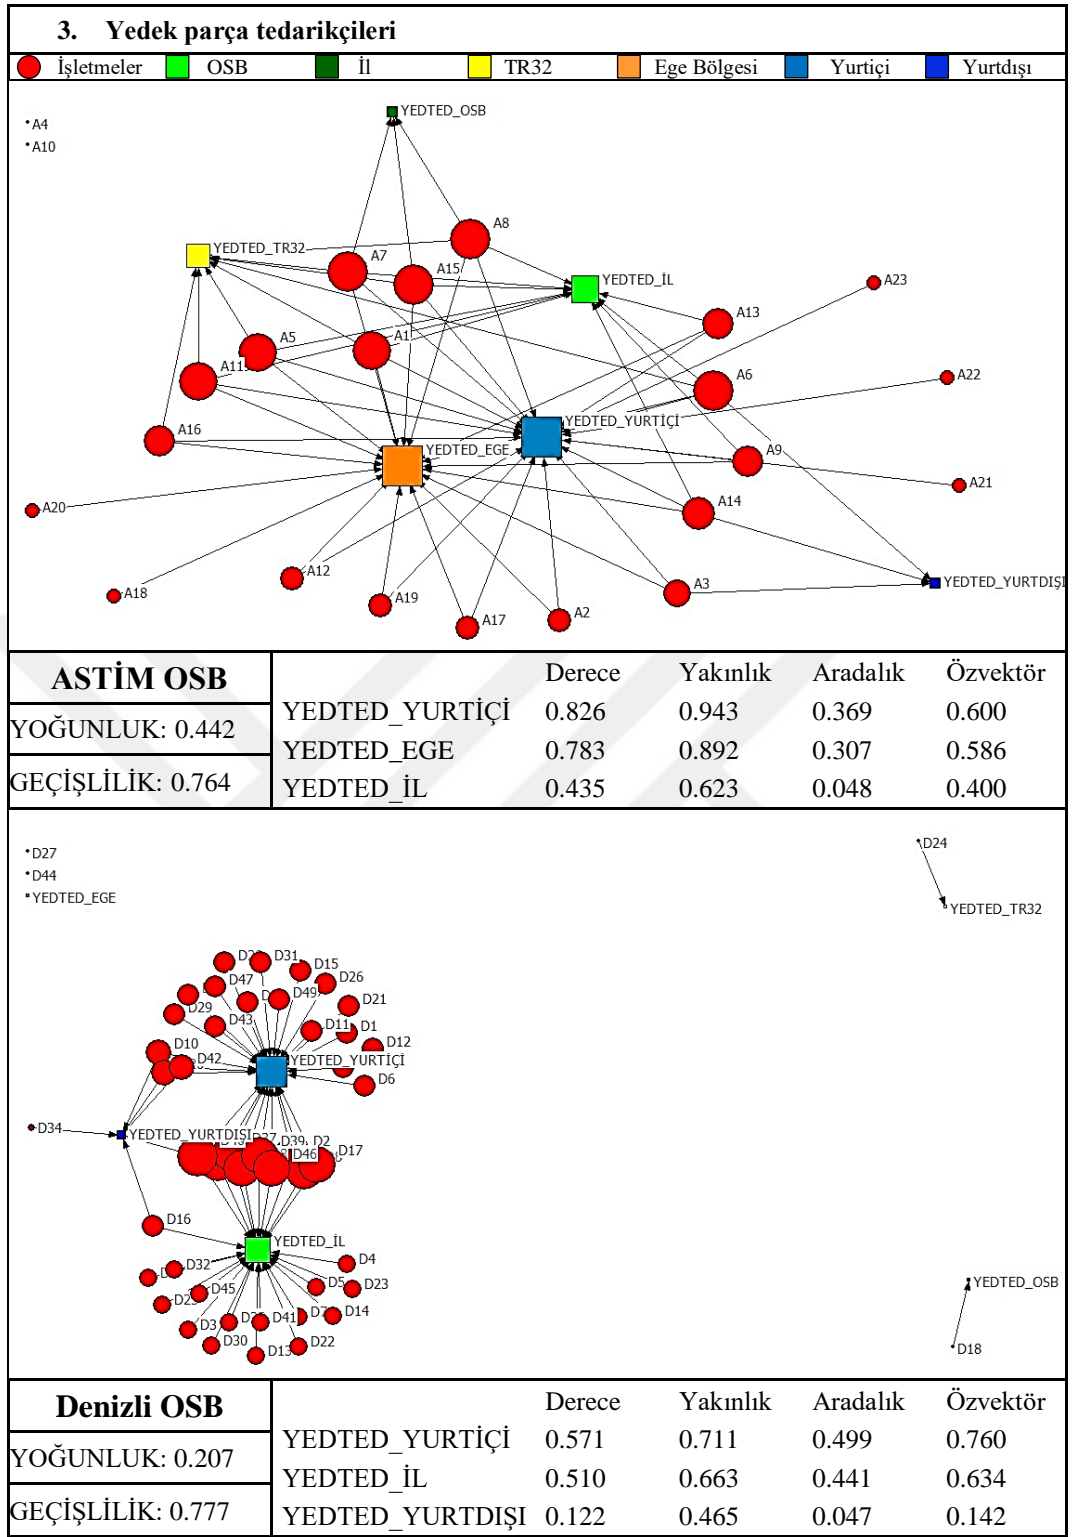 3. Yedek parça tedarikçileri
İşletmeler OSB İl TR32 Ege Bölgesi Yurtiçi Yurtdışı
YEDTED_OSB
A4
A10
A8
YEDTED_TR32
A7
A15
YEDTED_İL
A23
A13
A5
A1
A11
A6
A22
YEDTED_YURTİÇİ
A16
YEDTED_EGE
A9
A21
A20
A14
A12
A3
YEDTED_YURTDIŞI
A18
A19
A17
A2
ASTİM OSB
YOĞUNLUK: 0.442
GEÇİŞLİLİK: 0.764
Derece Yakınlık Aradalık Özvektör
YEDTED_YURTİÇİ 0.826 0.943 0.369 0.600
YEDTED_EGE 0.783 0.892 0.307 0.586
YEDTED_İL 0.435 0.623 0.048 0.400
D27
D44
YEDTED_EGE
D24
YEDTED_TR32
D31
D15
D47
D26
D49
D21
D29
D43
D11
D1
D12
D10
D42
YEDTED_YURTİÇİ
D6
D34
YEDTED_YURTDIŞI
D39
D2
D46
D17
D16
YEDTED_İL
D32
D4
D45
D5
D23
D3
D41
D14
D30
D13
D22
YEDTED_OSB
D18
Denizli OSB
YOĞUNLUK: 0.207
GEÇİŞLİLİK: 0.777
Derece Yakınlık Aradalık Özvektör
YEDTED_YURTİÇİ 0.571 0.711 0.499 0.760
YEDTED_İL 0.510 0.663 0.441 0.634
YEDTED_YURTDIŞI 0.122 0.465 0.047 0.142